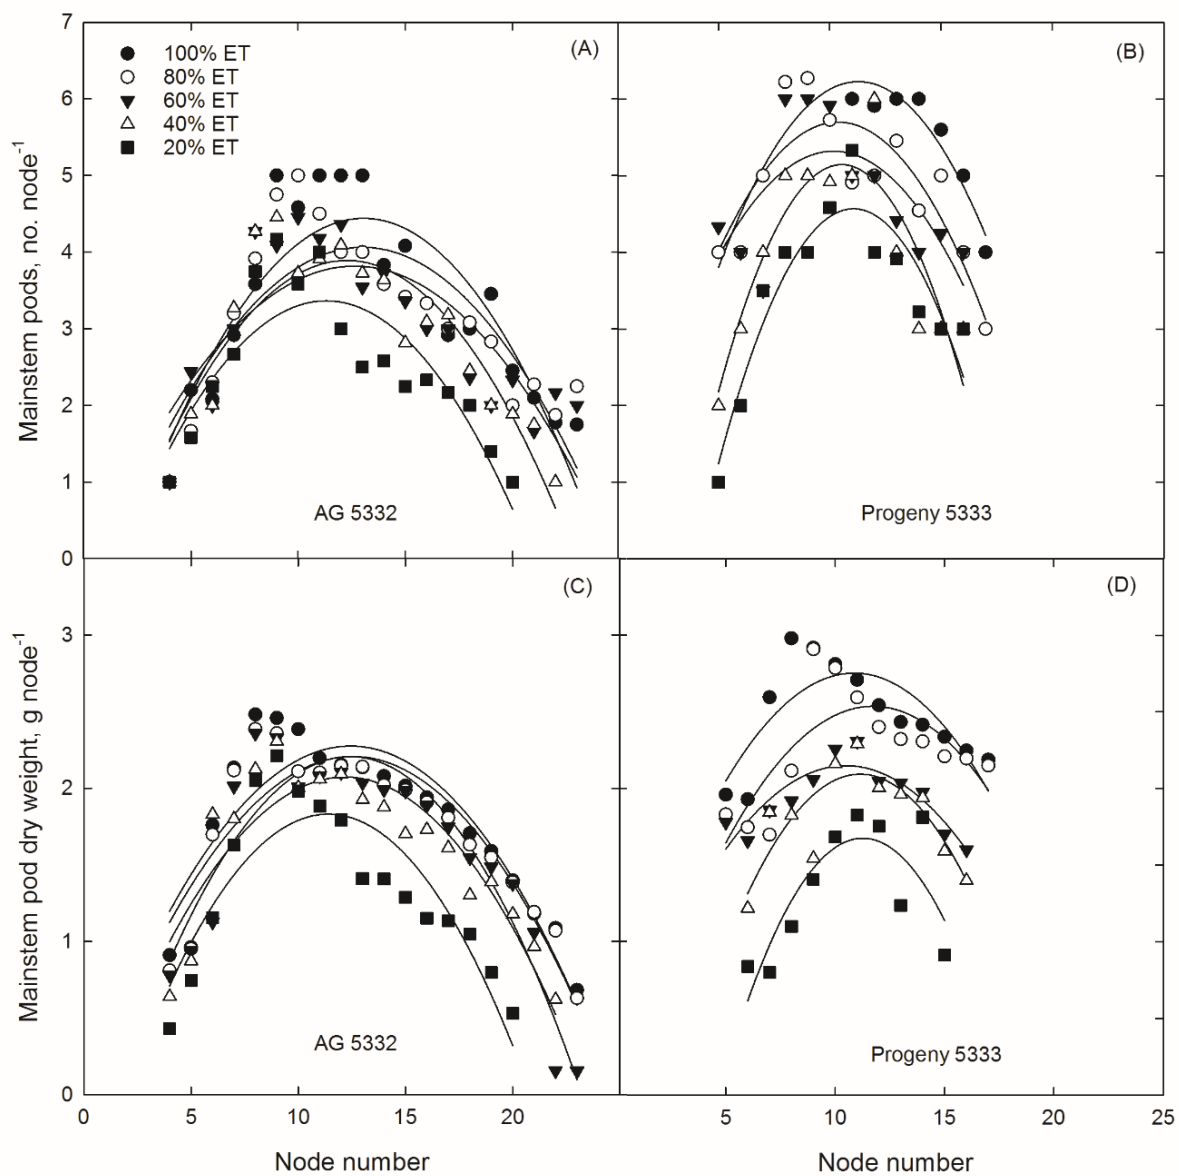 7
6
5
4
3
2
1
0
Mainstem pods, no. node⁻¹
100% ET
80% ET
60% ET
40% ET
20% ET
(A)
AG 5332
(B)
Progeny 5333
3
2
1
0
Mainstem pod dry weight, g node⁻¹
(C)
AG 5332
(D)
Progeny 5333
0 5 10 15 20
5 10 15 20 25
Node number
Node number